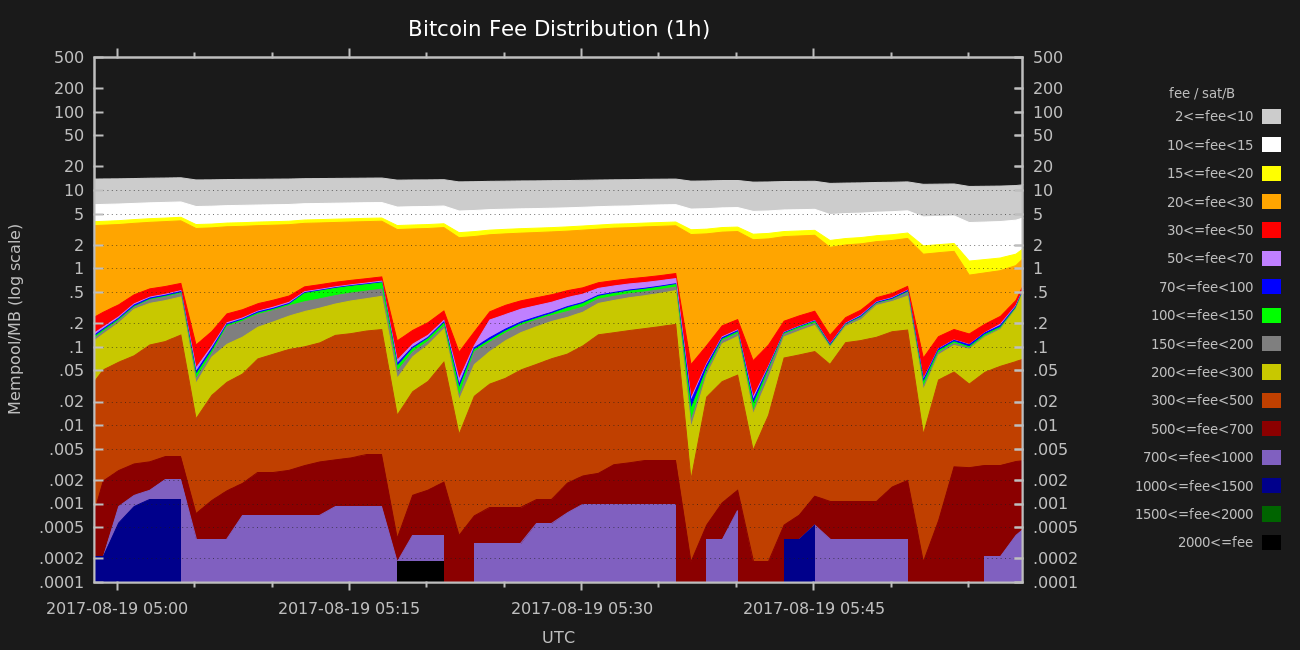 Bitcoin Fee Distribution (1h)
500 500
200 200
100 100
50 50
20 20
10 10
5 5
2 2
1 1
.5 .5
.2 .2
.1 .1
.05 .05
.02 .02
.01 .01
.005 .005
.002 .002
.001 .001
.0005 .0005
.0002 .0002
.0001 .0001
Mempool/MB (log scale)
2017-08-19 05:00 2017-08-19 05:15 2017-08-19 05:30 2017-08-19 05:45
UTC
fee / sat/B
2<=fee<10
10<=fee<15
15<=fee<20
20<=fee<30
30<=fee<50
50<=fee<70
70<=fee<100
100<=fee<150
150<=fee<200
200<=fee<300
300<=fee<500
500<=fee<700
700<=fee<1000
1000<=fee<1500
1500<=fee<2000
2000<=fee